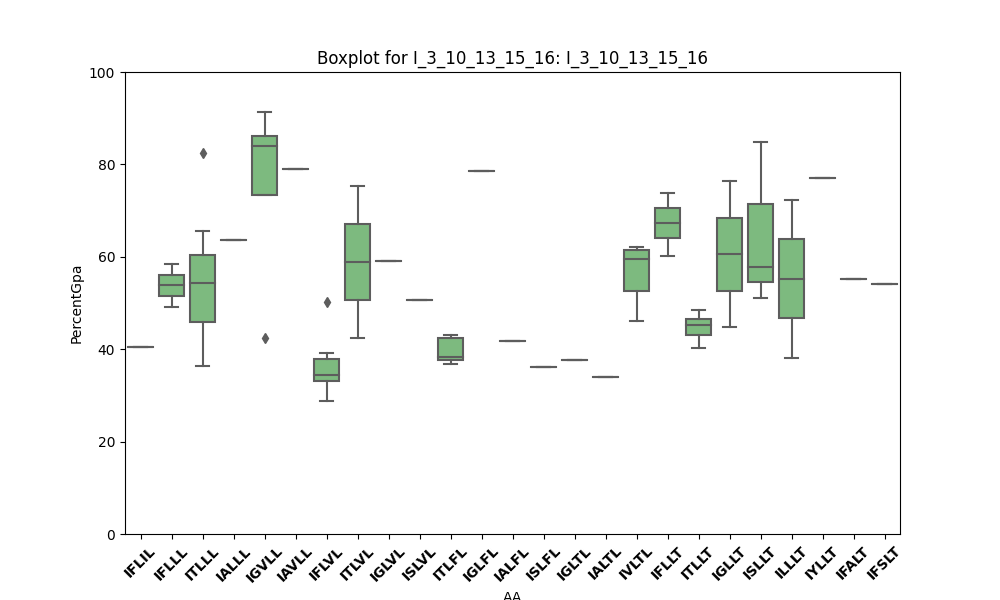 Boxplot for I_3_10_13_15_16: I_3_10_13_15_16
PercentGpa
100
80
60
40
20
0
IFLIL
IFLLL
ITLLL
IALLL
IGVLL
IAVLL
IFLVL
ITLVL
IGLVL
ISLVL
ITLFL
IGLFL
IALFL
ISLFL
IGLTL
IALTL
IVLTL
IFLLT
ITLLT
IGLLT
ISLLT
ILLLT
IYLLT
IFALT
IFSLT
AA